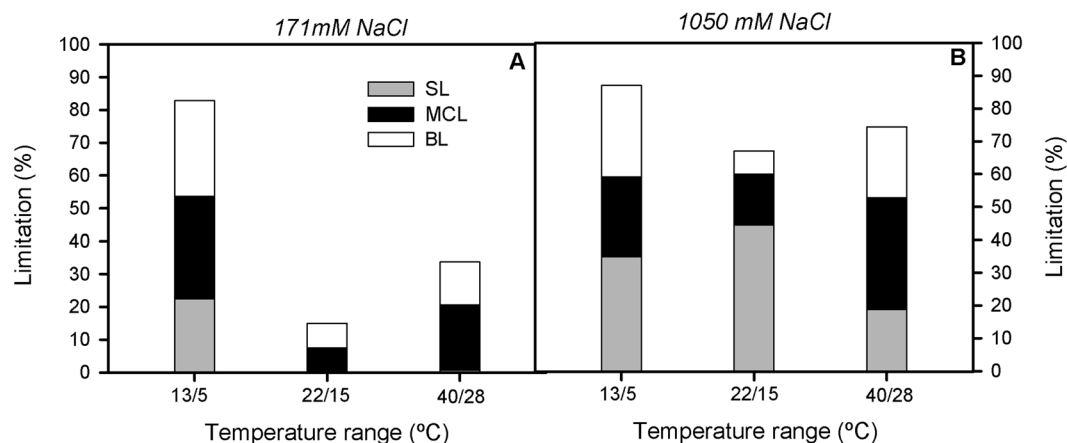 171mM NaCl
1050 mM NaCl
A
B
SL
MCL
BL
Limitation (%)
100
90
80
70
60
50
40
30
20
10
0
100
90
80
70
60
50
40
30
20
10
0
Limitation (%)
13/5 22/15 40/28
13/5 22/15 40/28
Temperature range (ºC)
Temperature range (ºC)